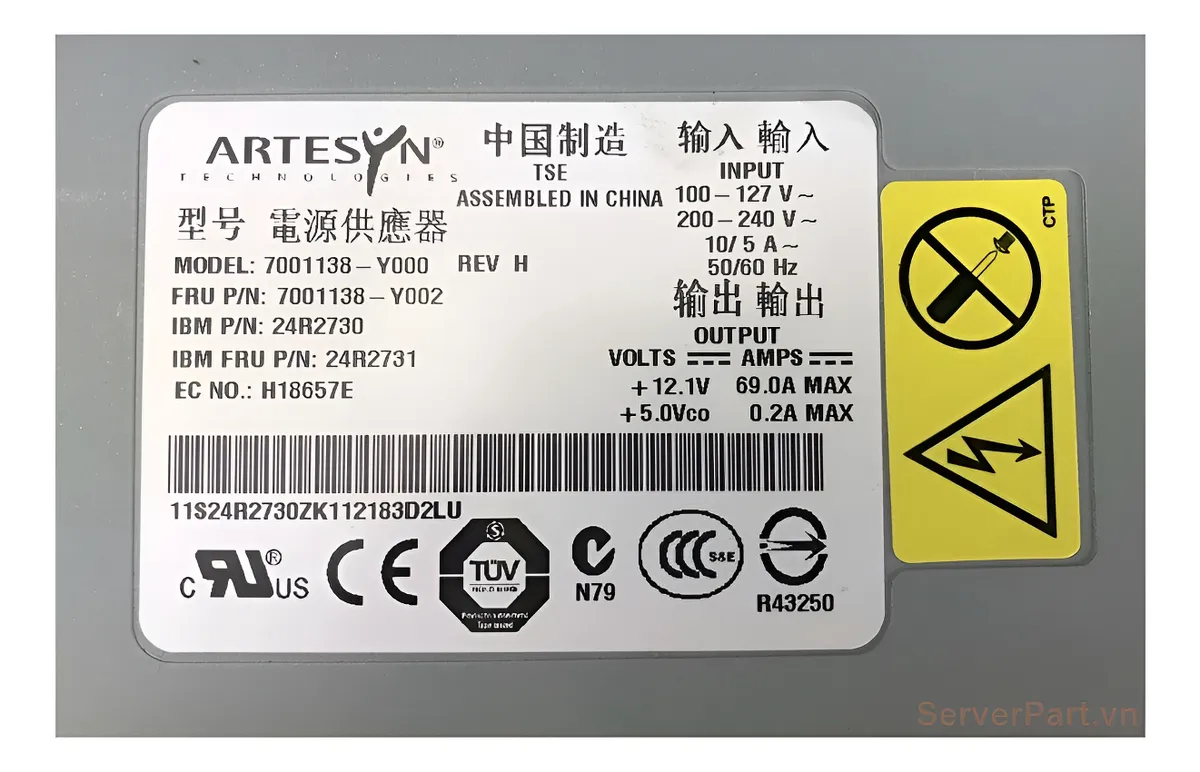 ARTESYN®
TECHNOLOGIES
中国制造
TSE
ASSEMBLED IN CHINA
型号 電源供應器
MODEL: 7001138-Y000 REV H
FRU P/N: 7001138-Y002
IBM P/N: 24R2730
IBM FRU P/N: 24R2731
EC NO.: H18657E
输入 輸入
INPUT
100-127 V~
200-240 V~
10/ 5 A~
50/60 Hz
输出 輸出
OUTPUT
VOLTS AMPS
+12.1V 69.0A MAX
+5.0Vco 0.2A MAX
11S24R2730ZK112183D2LU
C RU® US
CE
S
TÜV
N79
CCC S&E
R43250
CTP
ServerPart.vn